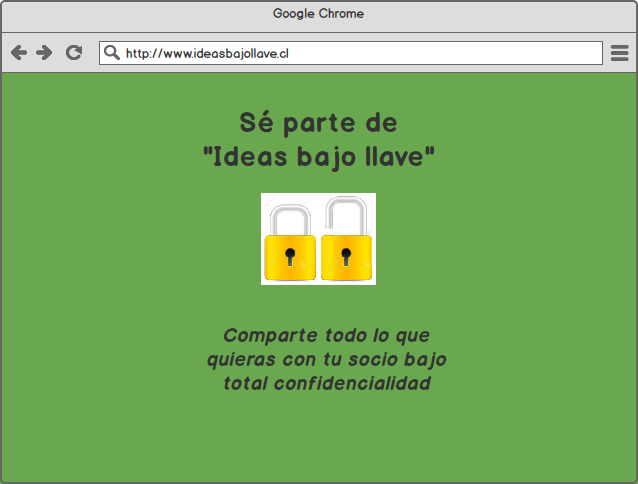 Google Chrome
http://www.ideasbajollave.cl
Sé parte de
"Ideas bajo llave"
Comparte todo lo que
quieras con tu socio bajo
total confidencialidad